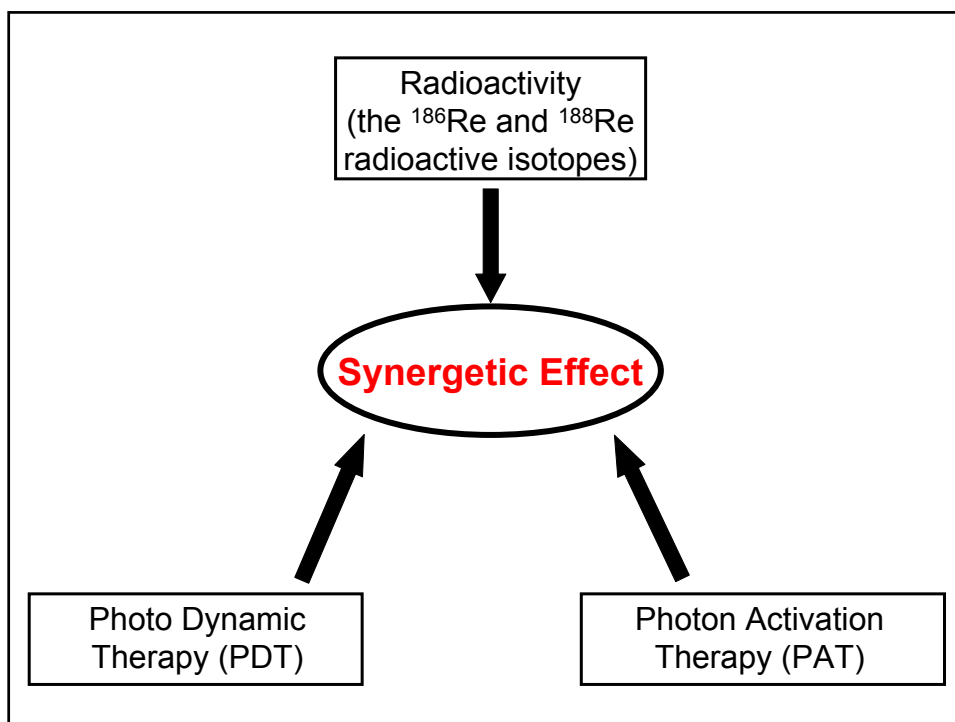 Radioactivity
(the ¹⁸⁶Re and ¹⁸⁸Re
radioactive isotopes)
Synergetic Effect
Photo Dynamic
Therapy (PDT)
Photon Activation
Therapy (PAT)